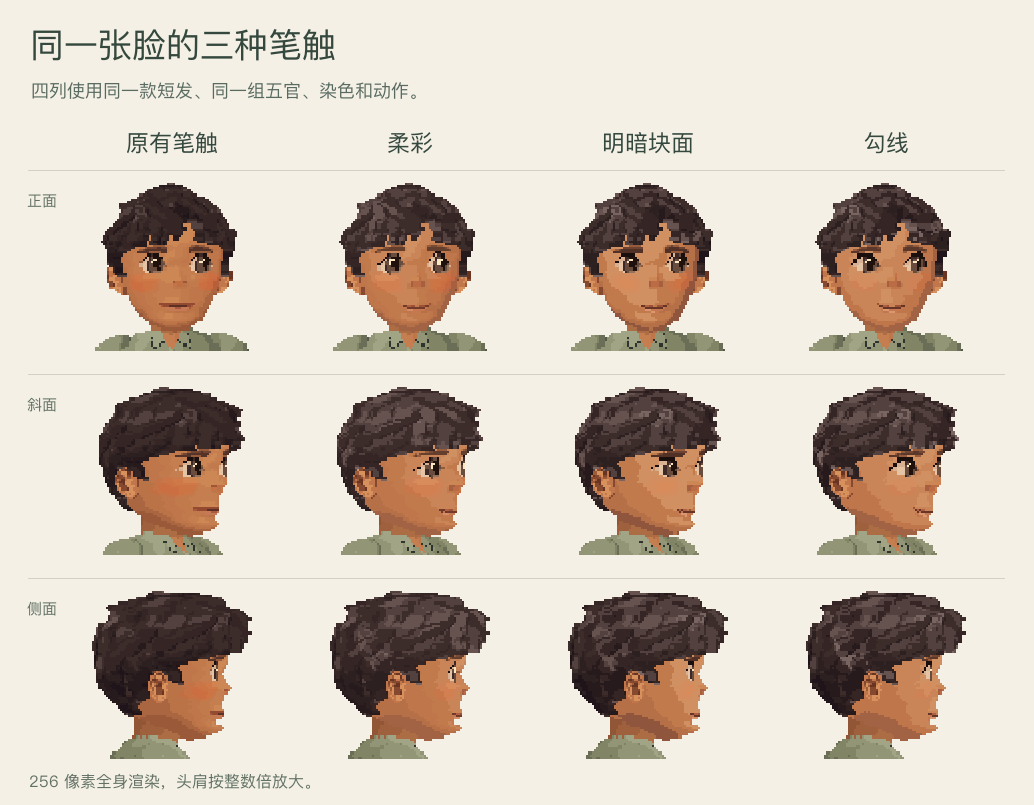 同一张脸的三种笔触
四列使用同一款短发、同一组五官、染色和动作。
原有笔触 柔彩 明暗块面 勾线
正面
斜面
侧面
256 像素全身渲染，头肩按整数倍放大。